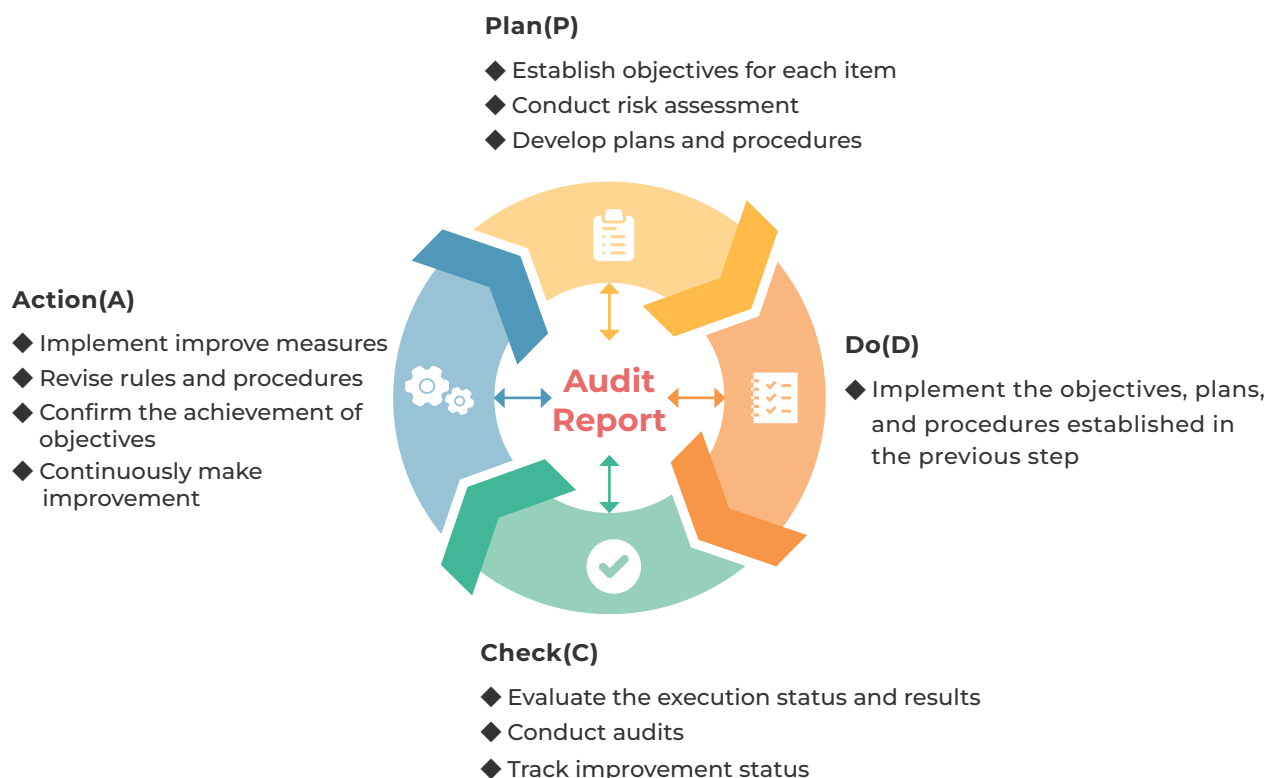 Plan(P)
◆ Establish objectives for each item
◆ Conduct risk assessment
◆ Develop plans and procedures
Action(A)
◆ Implement improve measures
◆ Revise rules and procedures
◆ Confirm the achievement of
objectives
◆ Continuously make
improvement
Audit
Report
Do(D)
◆ Implement the objectives, plans,
and procedures established in
the previous step
Check(C)
◆ Evaluate the execution status and results
◆ Conduct audits
◆ Track improvement status